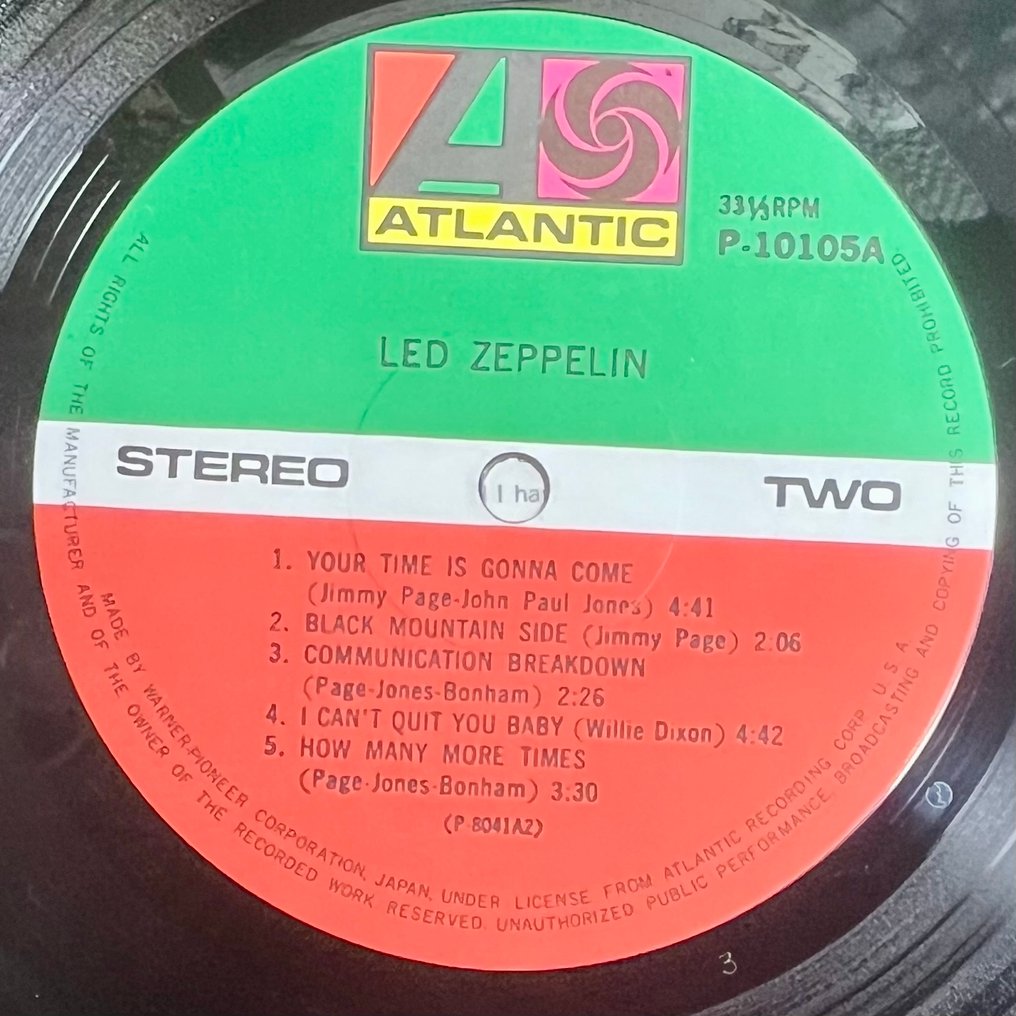 ATLANTIC
33⅓RPM
P-10105A
LED ZEPPELIN
STEREO
TWO
I ha
1. YOUR TIME IS GONNA COME
(Jimmy Page-John Paul Jones) 4:41
2. BLACK MOUNTAIN SIDE (Jimmy Page) 2:06
3. COMMUNICATION BREAKDOWN
(Page-Jones-Bonham) 2:26
4. I CAN'T QUIT YOU BABY (Willie Dixon) 4:42
5. HOW MANY MORE TIMES
(Page-Jones-Bonham) 3:30
(P-8041A2)
MADE BY WARNER-PIONEER CORPORATION, JAPAN, UNDER LICENSE FROM ATLANTIC RECORDING CORP. U.S.A.
ALL RIGHTS OF THE MANUFACTURER AND OF THE OWNER OF THE RECORDED WORK RESERVED. UNAUTHORIZED PUBLIC PERFORMANCE, BROADCASTING AND COPYING OF THIS RECORD PROHIBITED.
3